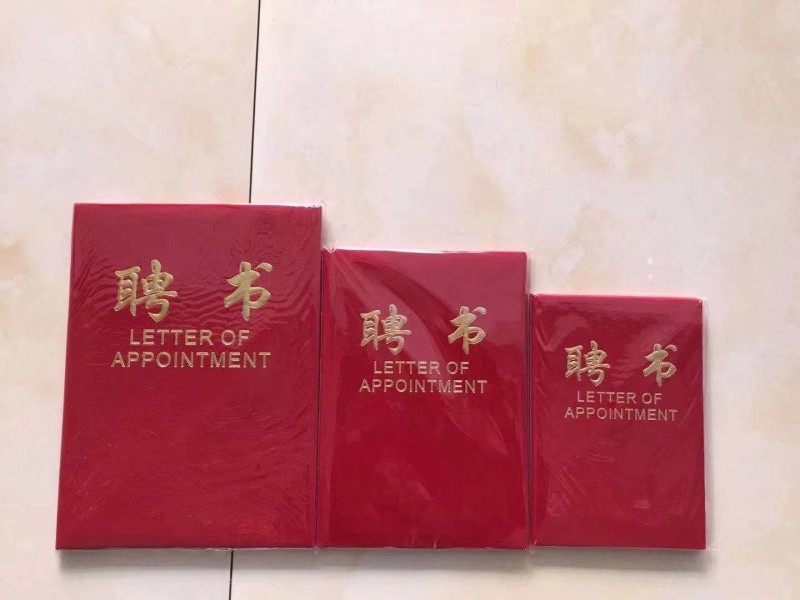 聘 书
LETTER OF
APPOINTMENT
聘 书
LETTER OF
APPOINTMENT
聘 书
LETTER OF
APPOINTMENT